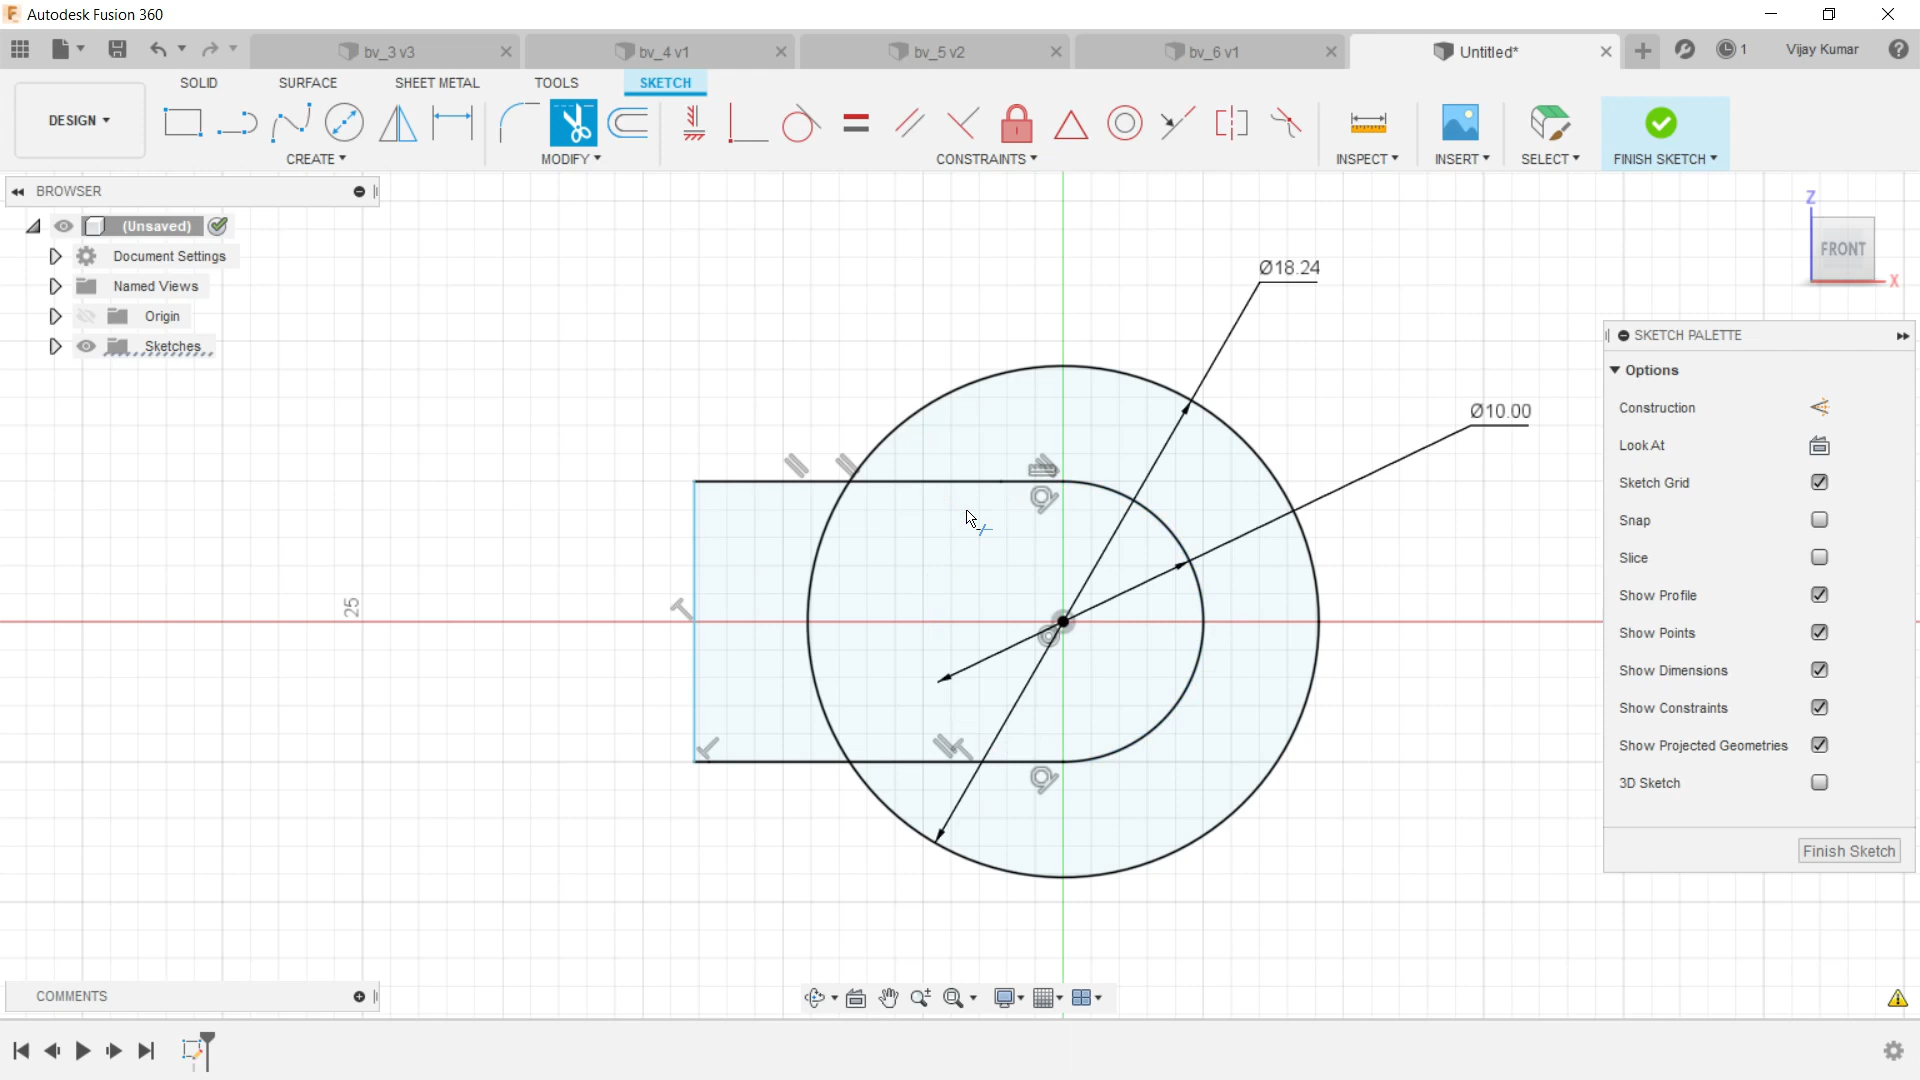 Autodesk Fusion 360
bv_3 v3
bv_4 v1
bv_5 v2
bv_6 v1
Untitled*
1
Vijay Kumar
SOLID
SURFACE
SHEET METAL
TOOLS
SKETCH
DESIGN
CREATE
MODIFY
CONSTRAINTS
INSPECT
INSERT
SELECT
FINISH SKETCH
BROWSER
(Unsaved)
Document Settings
Named Views
Origin
Sketches
Z
FRONT
X
Ø18.24
Ø10.00
25
SKETCH PALETTE
Options
Construction
Look At
Sketch Grid
Snap
Slice
Show Profile
Show Points
Show Dimensions
Show Constraints
Show Projected Geometries
3D Sketch
Finish Sketch
COMMENTS